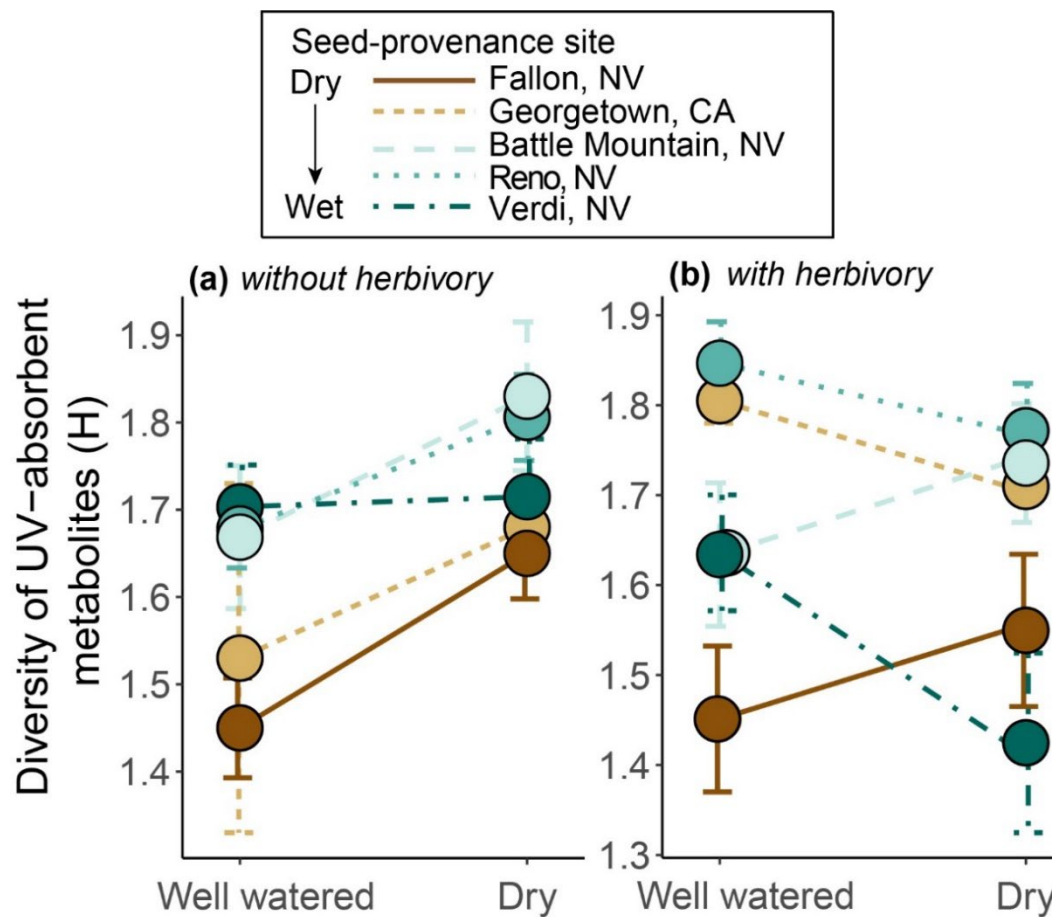 Seed-provenance site
Dry
Fallon, NV
Georgetown, CA
Battle Mountain, NV
Reno, NV
Wet
Verdi, NV
Diversity of UV−absorbent
metabolites (H)
(a) without herbivory
1.9
1.8
1.7
1.6
1.5
1.4
Well watered
Dry
(b) with herbivory
1.9
1.8
1.7
1.6
1.5
1.4
1.3
Well watered
Dry